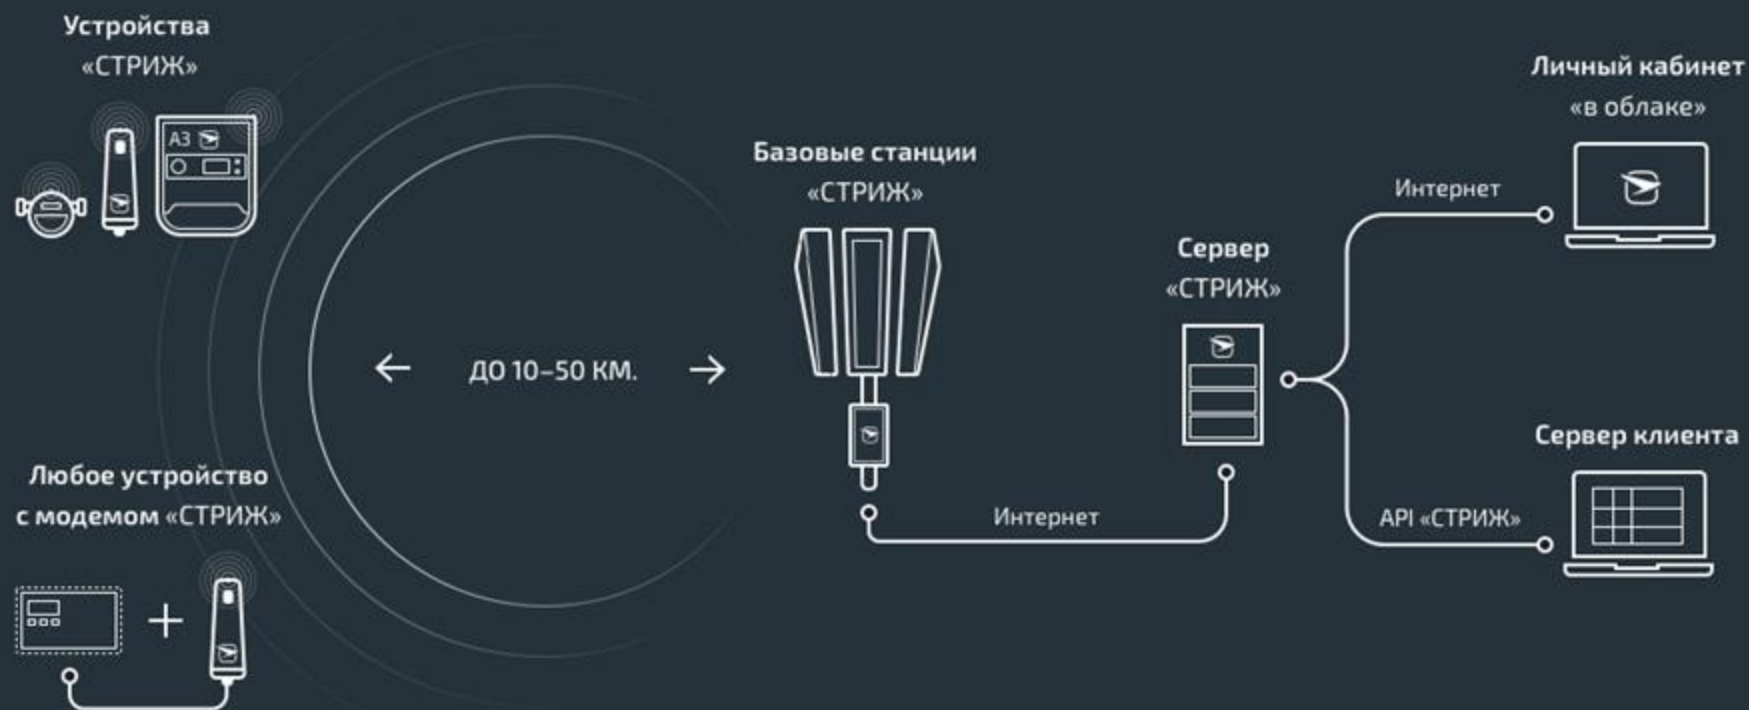 Устройства
«СТРИЖ»
А3
Любое устройство
с модемом «СТРИЖ»
ДО 10–50 КМ.
Базовые станции
«СТРИЖ»
Интернет
Сервер
«СТРИЖ»
Интернет
Личный кабинет
«в облаке»
API «СТРИЖ»
Сервер клиента